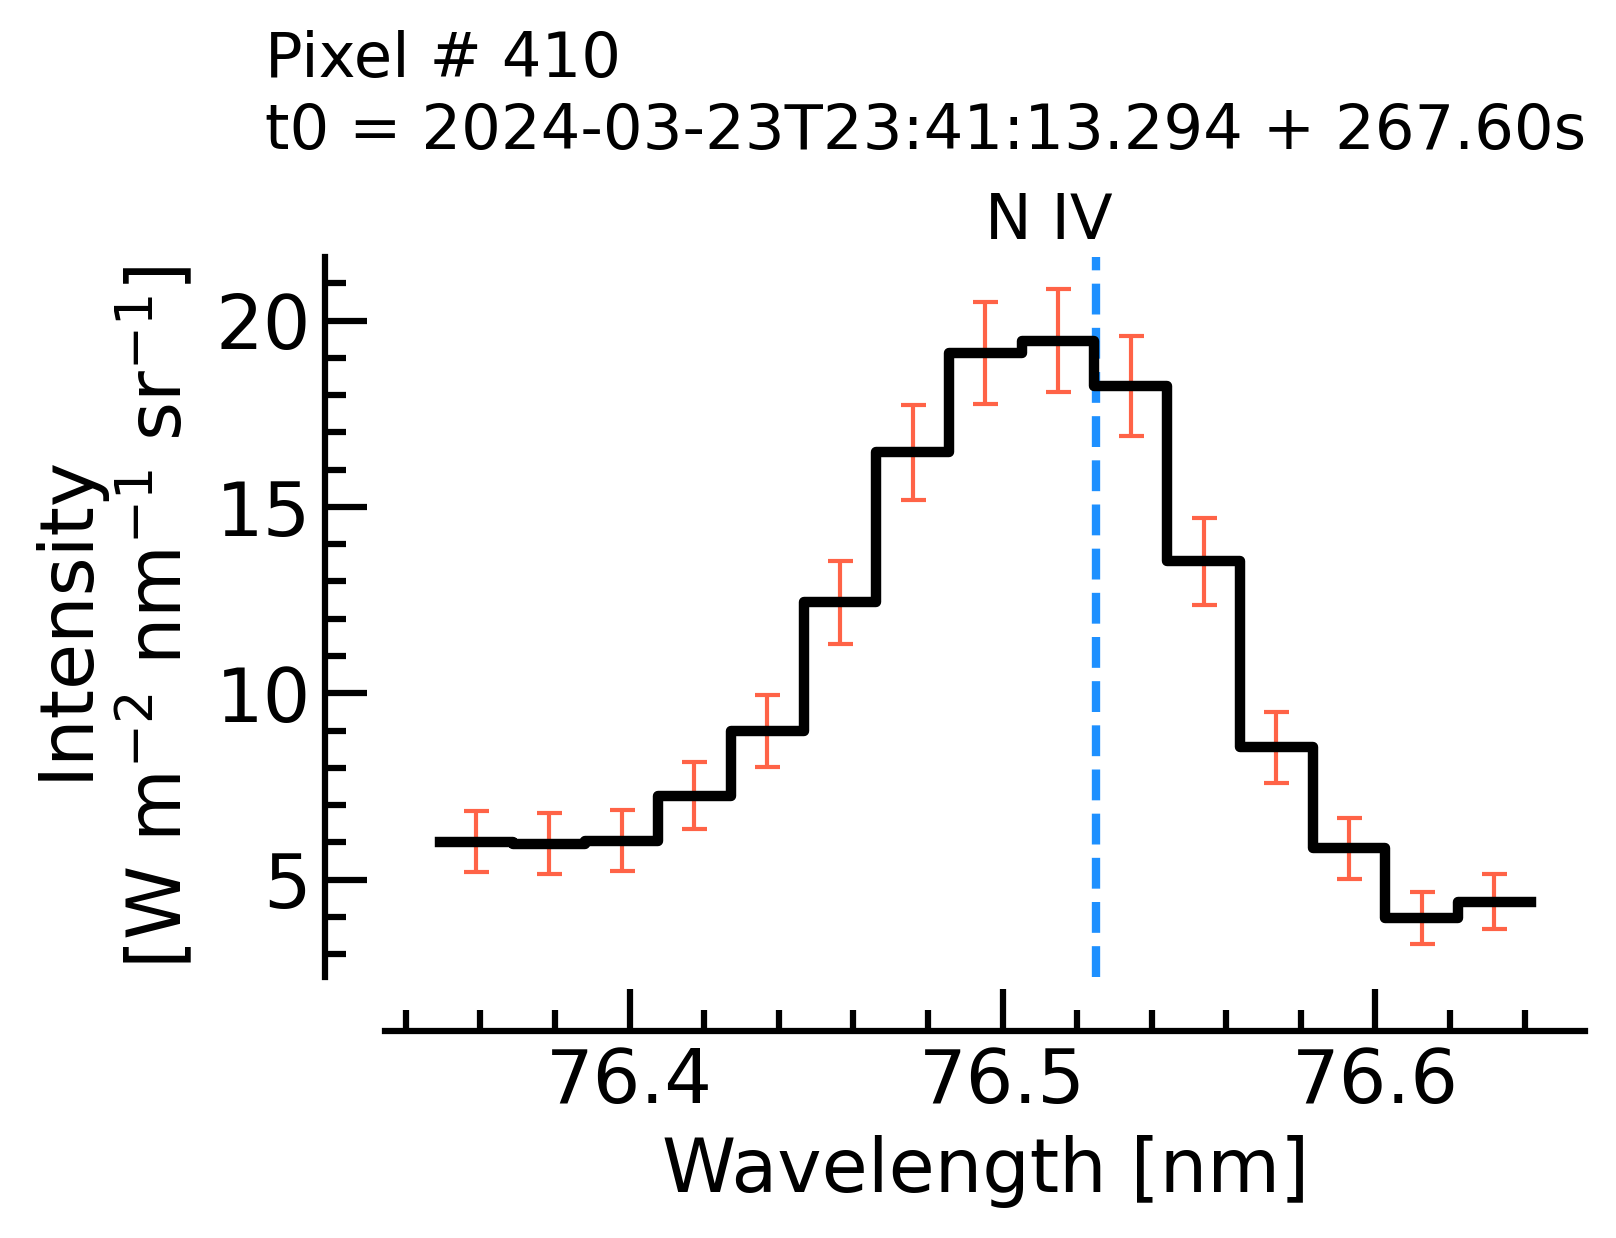 Pixel # 410
t0 = 2024-03-23T23:41:13.294 + 267.60s
N IV
Intensity
[W m⁻² nm⁻¹ sr⁻¹]
20
15
10
5
76.4 76.5 76.6
Wavelength [nm]